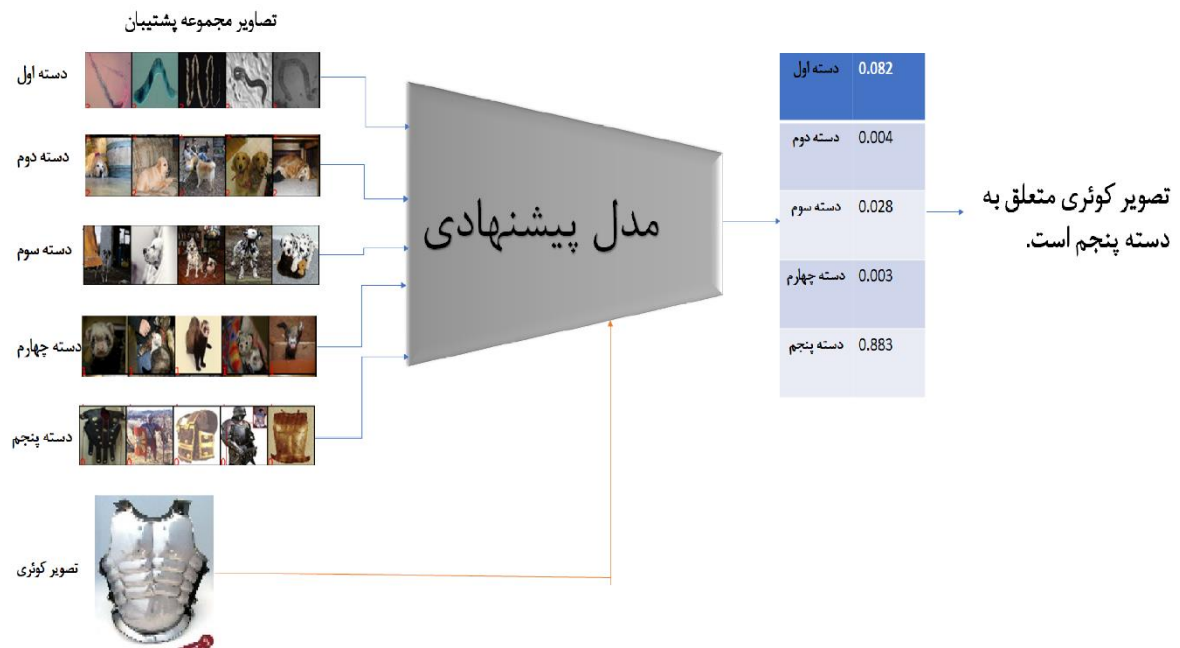 تصاویر مجموعه پشتیبان
دسته اول
دسته دوم
دسته سوم
دسته چهارم
دسته پنجم
تصویر کوئری
مدل پیشنهادی
دسته اول 0.082
دسته دوم 0.004
دسته سوم 0.028
دسته چهارم 0.003
دسته پنجم 0.883
تصویر کوئری متعلق به
دسته پنجم است.